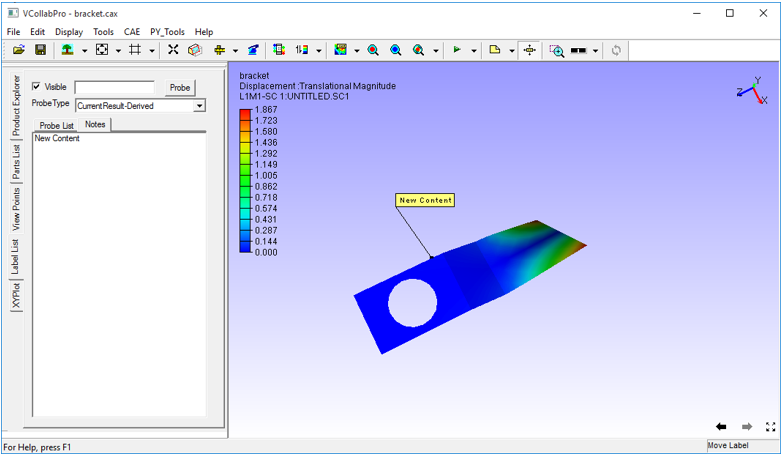 VCollabPro - bracket.cax
File Edit Display Tools CAE PY_Tools Help
Product Explorer
Parts List
View Points
Label List
XYPlot
Visible
Probe
ProbeType CurrentResult-Derived
Probe List Notes
New Content
bracket
Displacement :Translational Magnitude
L1M1-SC 1:UNTITLED.SC1
1.867
1.723
1.580
1.436
1.292
1.149
1.005
0.862
0.718
0.574
0.431
0.287
0.144
0.000
New Content
Y
Z
X
For Help, press F1
Move Label